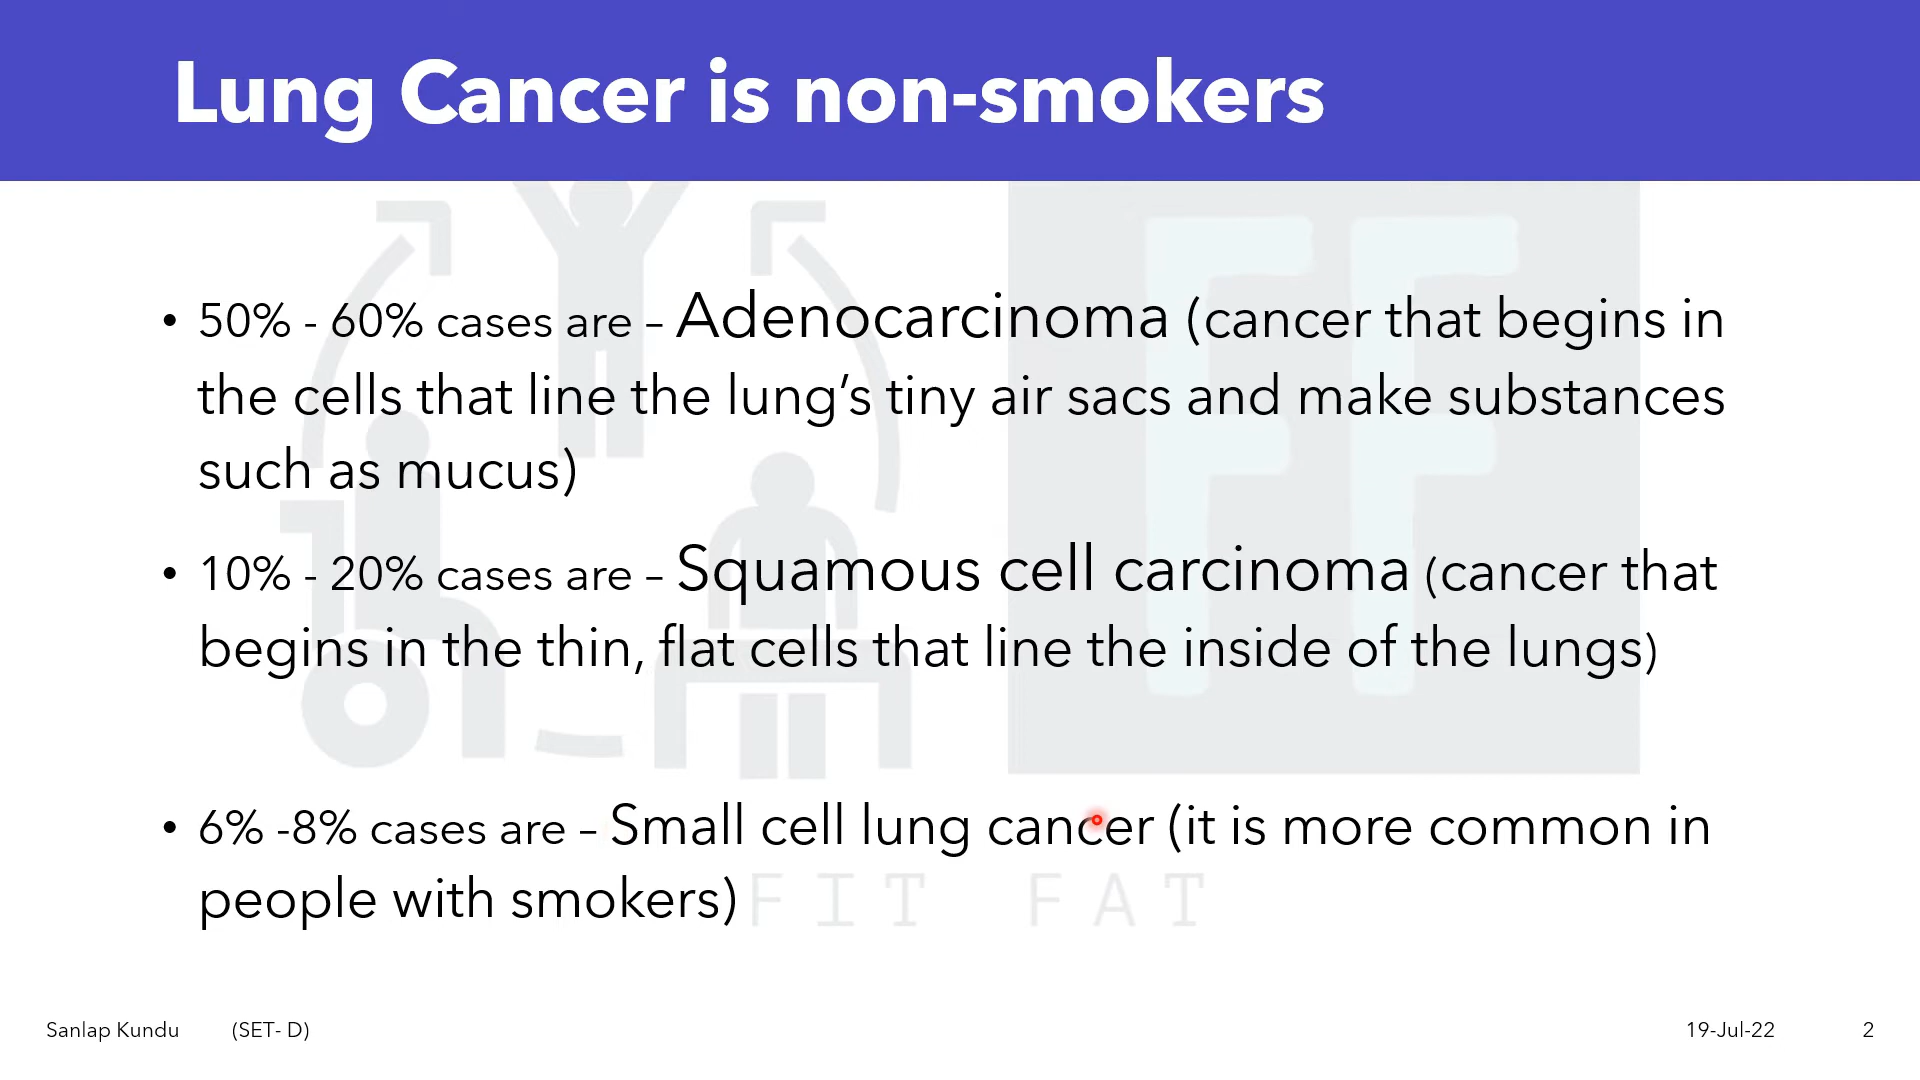 Lung Cancer is non-smokers
• 50% - 60% cases are – Adenocarcinoma (cancer that begins in
the cells that line the lung’s tiny air sacs and make substances
such as mucus)
• 10% - 20% cases are – Squamous cell carcinoma (cancer that
begins in the thin, flat cells that line the inside of the lungs)
• 6% -8% cases are – Small cell lung cancer (it is more common in
people with smokers)
FF
FIT FAT
Sanlap Kundu (SET- D) 19-Jul-22 2